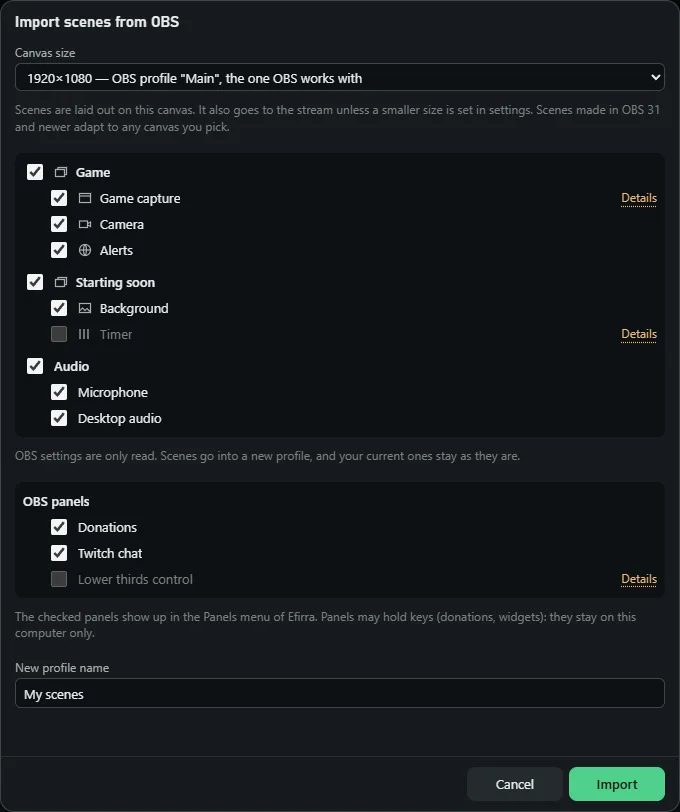 Import scenes from OBS
Canvas size
1920×1080 — OBS profile "Main", the one OBS works with
Scenes are laid out on this canvas. It also goes to the stream unless a smaller size is set in settings. Scenes made in OBS 31
and newer adapt to any canvas you pick.
Game
Game capture Details
Camera
Alerts
Starting soon
Background
Timer Details
Audio
Microphone
Desktop audio
OBS settings are only read. Scenes go into a new profile, and your current ones stay as they are.
OBS panels
Donations
Twitch chat
Lower thirds control Details
The checked panels show up in the Panels menu of Efirra. Panels may hold keys (donations, widgets): they stay on this
computer only.
New profile name
My scenes
Cancel Import